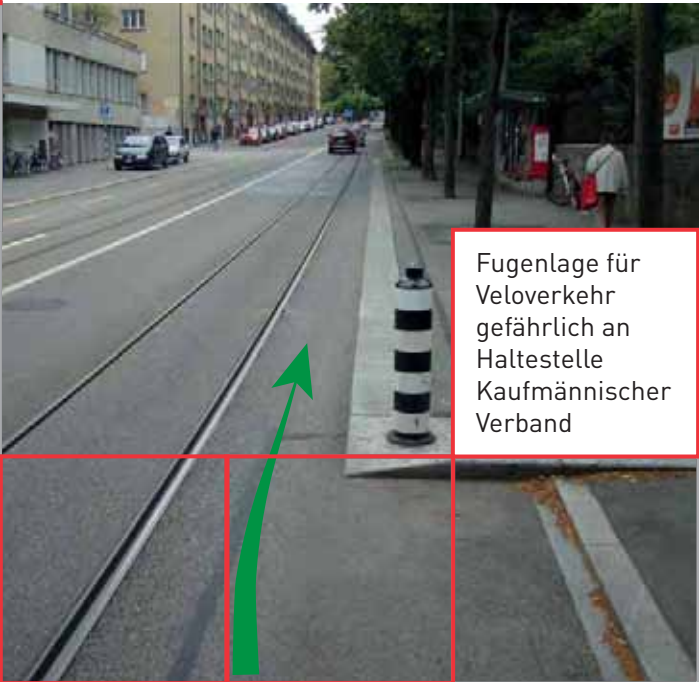 Fugenlage für
Veloverkehr
gefährlich an
Haltestelle
Kaufmännischer
Verband